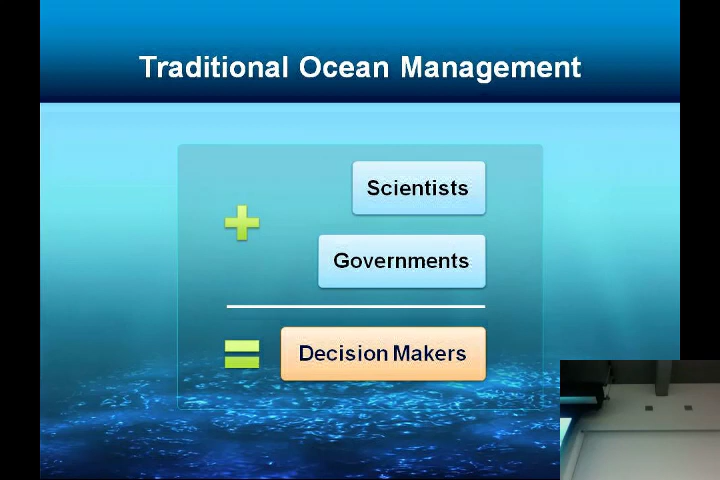 Traditional Ocean Management
Scientists
Governments
Decision Makers